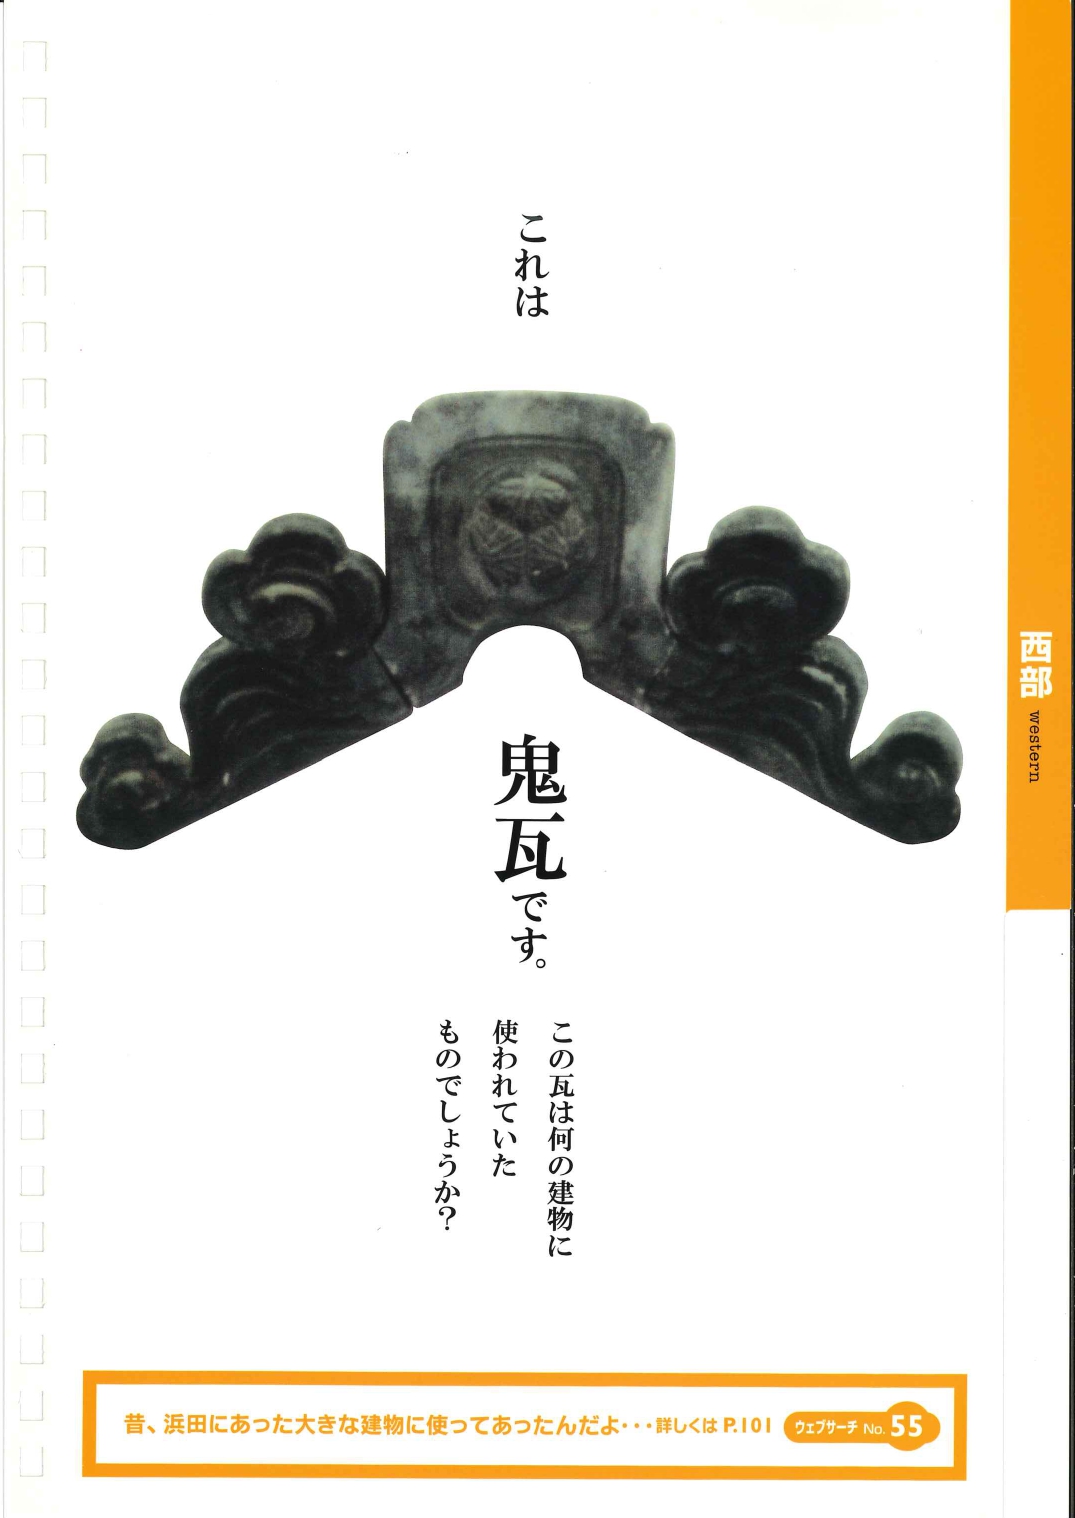 これは
鬼瓦です。
この瓦は何の建物に
使われていた
ものでしょうか?
西部 western
昔、浜田にあった大きな建物に使ってあったんだよ・・・詳しくは P.101 ウェブサーチ No. 55